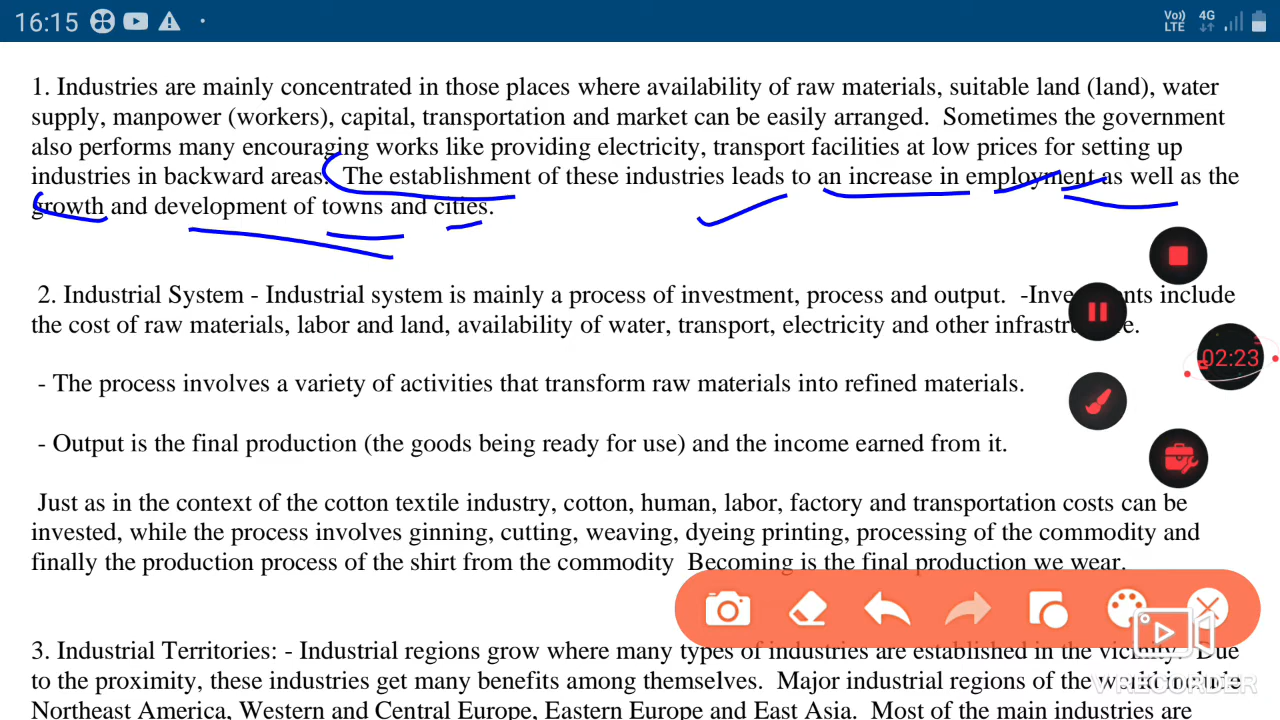 16:15 Vo)) LTE 4G
1. Industries are mainly concentrated in those places where availability of raw materials, suitable land (land), water
supply, manpower (workers), capital, transportation and market can be easily arranged.  Sometimes the government
also performs many encouraging works like providing electricity, transport facilities at low prices for setting up
industries in backward areas.  The establishment of these industries leads to an increase in employment as well as the
growth and development of towns and cities.
2. Industrial System - Industrial system is mainly a process of investment, process and output.  -Inve nts include
the cost of raw materials, labor and land, availability of water, transport, electricity and other infrastru e.
02:23
- The process involves a variety of activities that transform raw materials into refined materials.
- Output is the final production (the goods being ready for use) and the income earned from it.
Just as in the context of the cotton textile industry, cotton, human, labor, factory and transportation costs can be
invested, while the process involves ginning, cutting, weaving, dyeing printing, processing of the commodity and
finally the production process of the shirt from the commodity  Becoming is the final production we wear.
3. Industrial Territories: - Industrial regions grow where many types of industries are established in the vicinity.  Due
to the proximity, these industries get many benefits among themselves.  Major industrial regions of the world include
VRECORDER
Northeast America, Western and Central Europe, Eastern Europe and East Asia.  Most of the main industries are